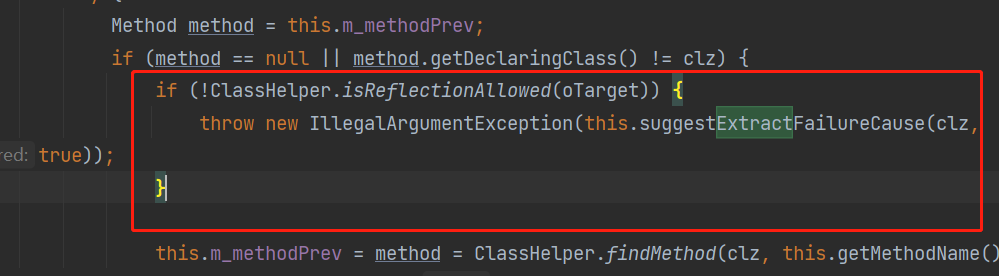 Method method = this.m_methodPrev;
if (method == null || method.getDeclaringClass() != clz) {
if (!ClassHelper.isReflectionAllowed(oTarget)) {
throw new IllegalArgumentException(this.suggestExtractFailureCause(clz,
red: true));
}
this.m_methodPrev = method = ClassHelper.findMethod(clz, this.getMethodName()